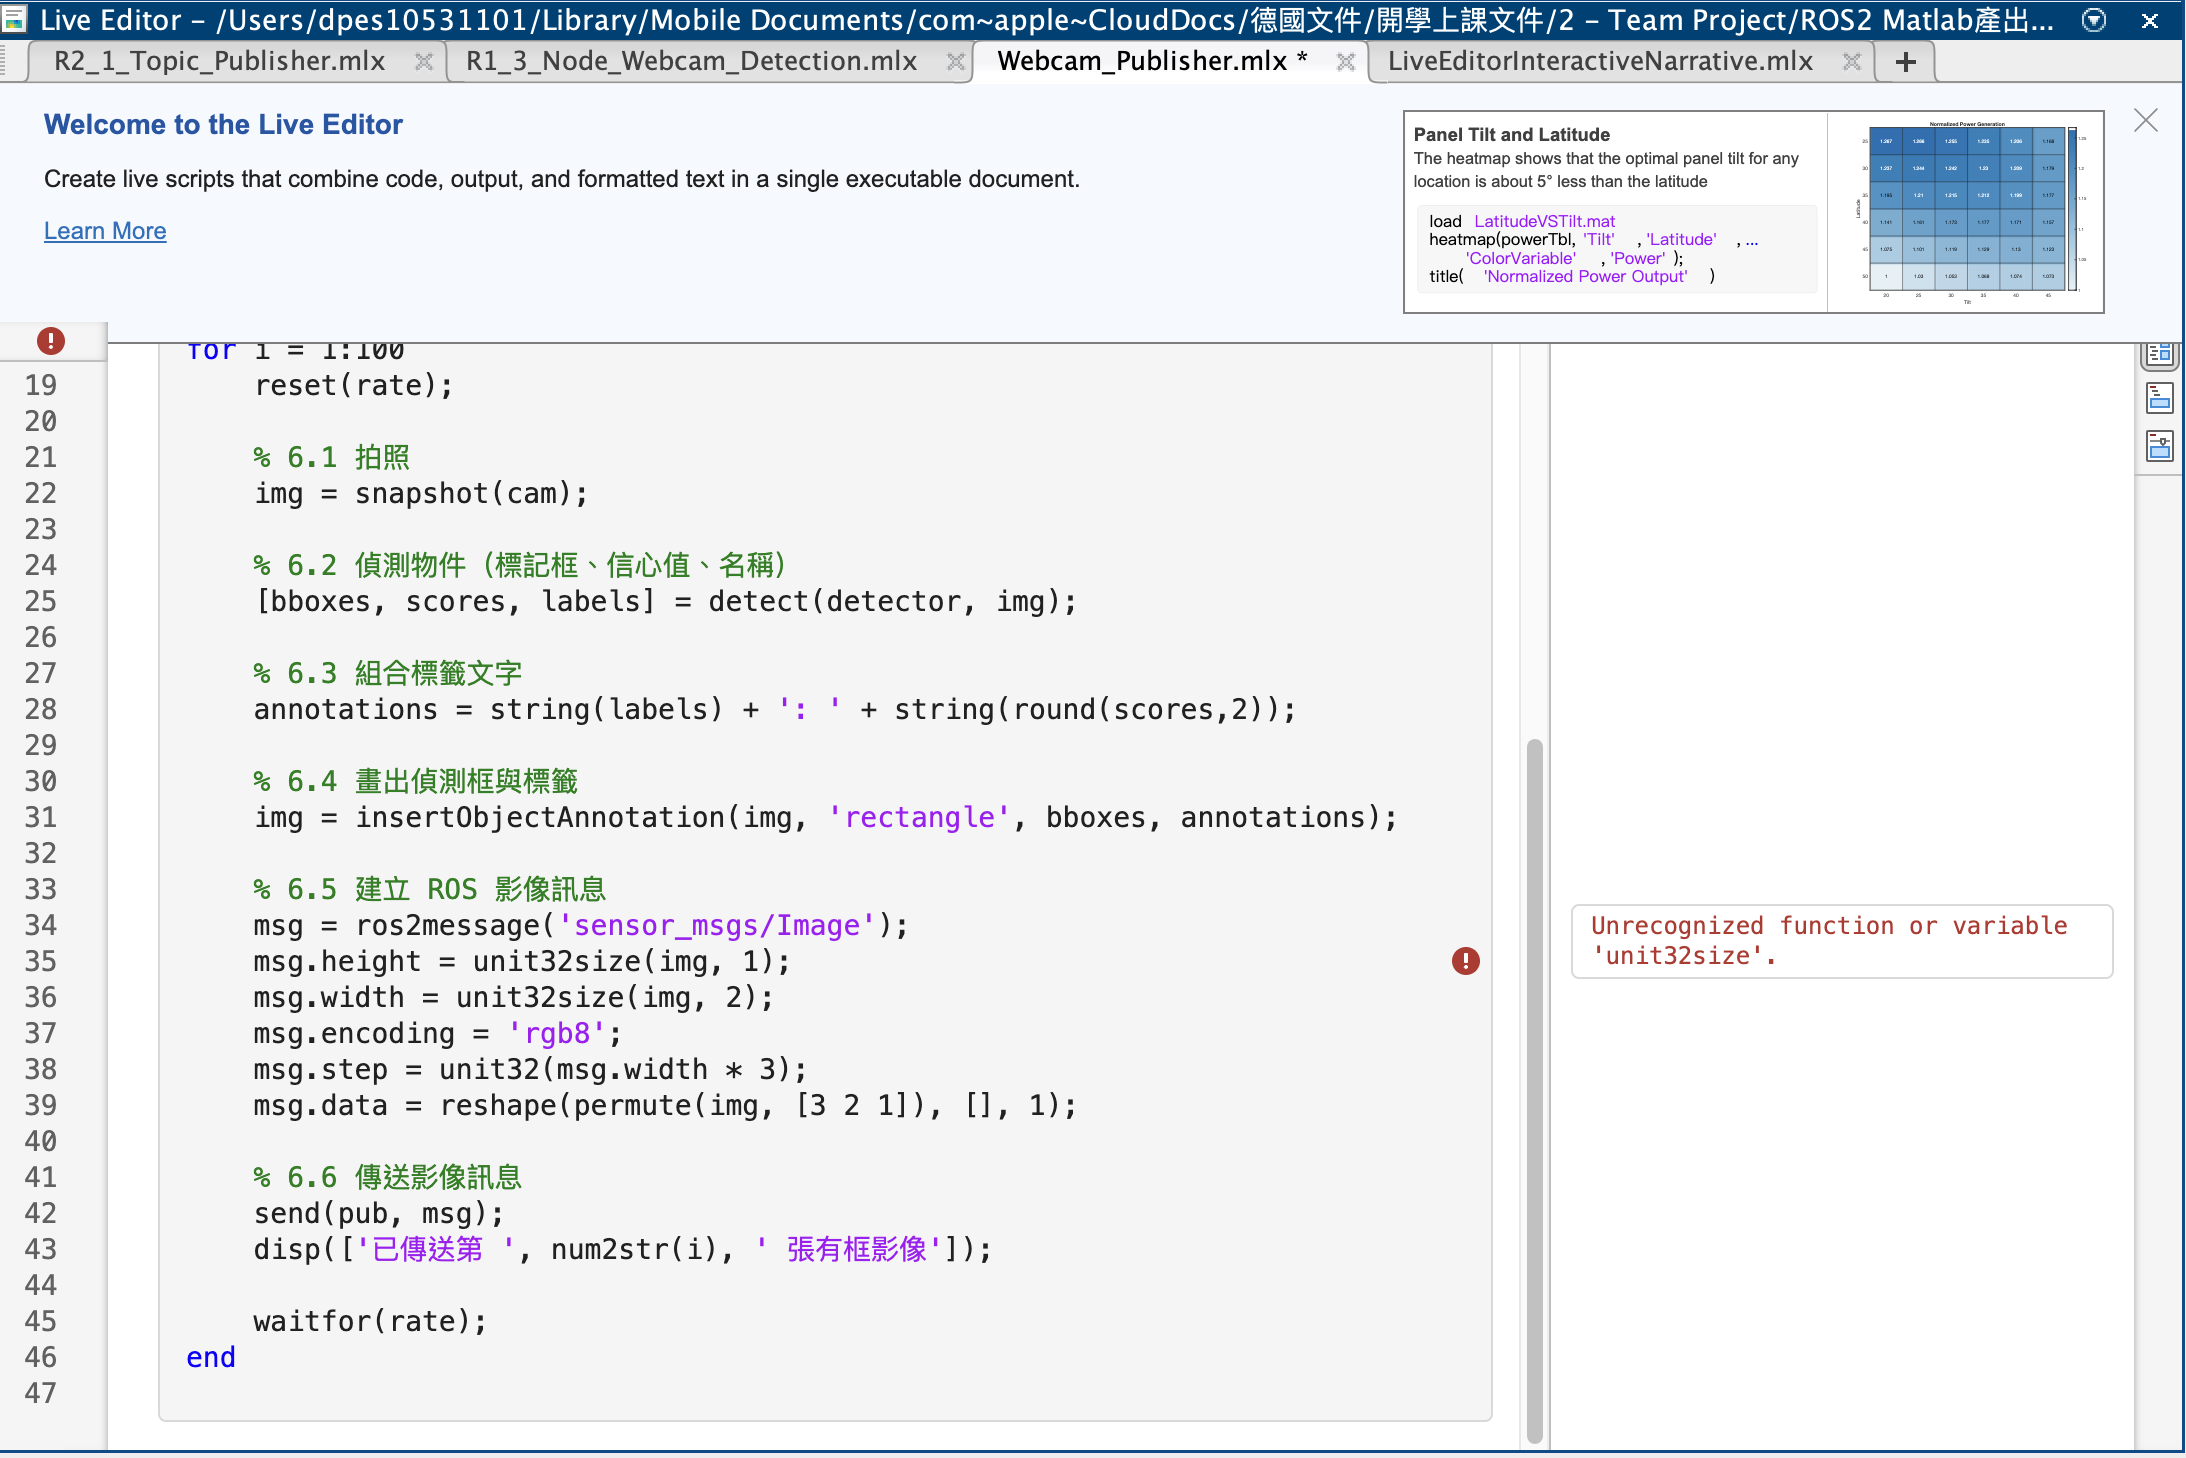 Live Editor – /Users/dpes10531101/Library/Mobile Documents/com~apple~CloudDocs/德國文件/開學上課文件/2 – Team Project/ROS2 Matlab產出...
R2_1_Topic_Publisher.mlx
R1_3_Node_Webcam_Detection.mlx
Webcam_Publisher.mlx *
LiveEditorInteractiveNarrative.mlx
+
Welcome to the Live Editor
Create live scripts that combine code, output, and formatted text in a single executable document.
Learn More
Panel Tilt and Latitude
The heatmap shows that the optimal panel tilt for any
location is about 5° less than the latitude
load LatitudeVSTilt.mat
heatmap(powerTbl, 'Tilt' , 'Latitude' , ...
'ColorVariable' , 'Power' );
title( 'Normalized Power Output' )
Normalized Power Generation
Latitude
Tilt
for i = 1:100
19 reset(rate);
20
21 % 6.1 拍照
22 img = snapshot(cam);
23
24 % 6.2 偵測物件 (標記框、信心值、名稱)
25 [bboxes, scores, labels] = detect(detector, img);
26
27 % 6.3 組合標籤文字
28 annotations = string(labels) + ': ' + string(round(scores,2));
29
30 % 6.4 畫出偵測框與標籤
31 img = insertObjectAnnotation(img, 'rectangle', bboxes, annotations);
32
33 % 6.5 建立 ROS 影像訊息
34 msg = ros2message('sensor_msgs/Image');
35 msg.height = unit32size(img, 1);
36 msg.width = unit32size(img, 2);
37 msg.encoding = 'rgb8';
38 msg.step = unit32(msg.width * 3);
39 msg.data = reshape(permute(img, [3 2 1]), [], 1);
40
41 % 6.6 傳送影像訊息
42 send(pub, msg);
43 disp(['已傳送第 ', num2str(i), ' 張有框影像']);
44
45 waitfor(rate);
46 end
47
Unrecognized function or variable
'unit32size'.